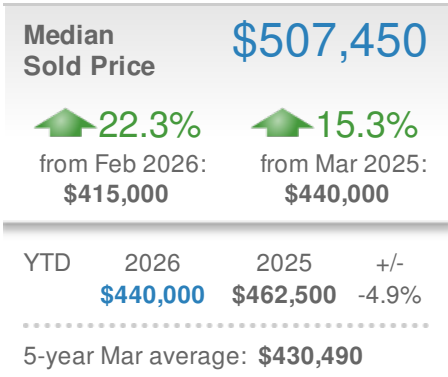 Median $507,450
Sold Price
22.3% 15.3%
from Feb 2026: from Mar 2025:
$415,000 $440,000
YTD 2026 2025 +/-
$440,000 $462,500 -4.9%
5-year Mar average: $430,490